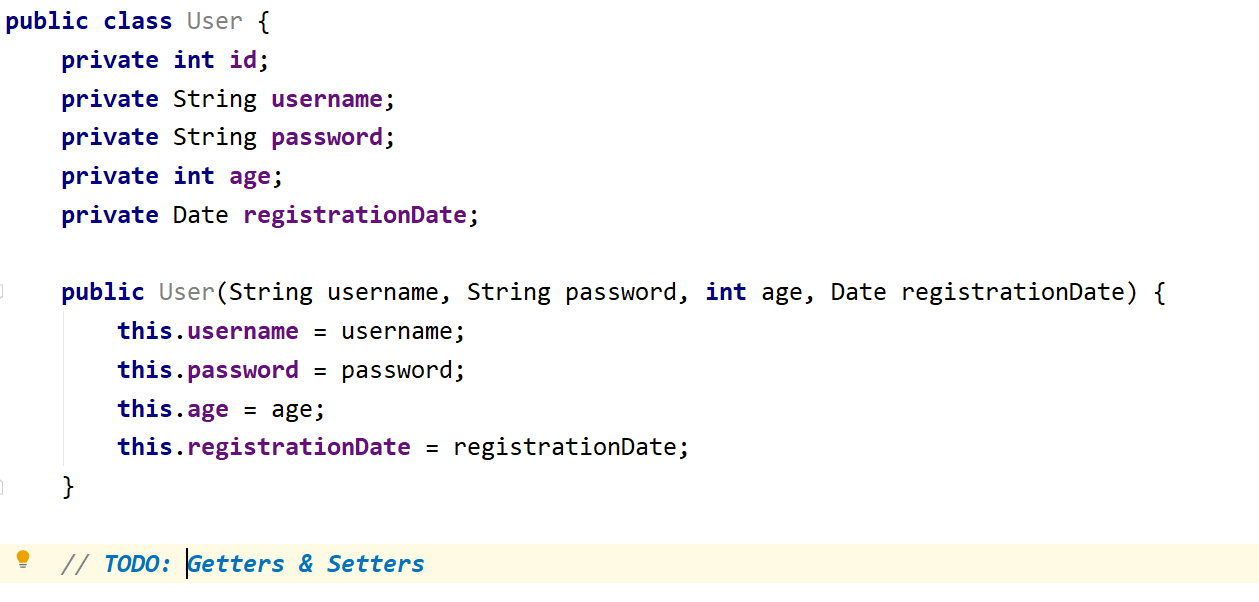 public class User {
    private int id;
    private String username;
    private String password;
    private int age;
    private Date registrationDate;
    public User(String username, String password, int age, Date registrationDate) {
        this.username = username;
        this.password = password;
        this.age = age;
        this.registrationDate = registrationDate;
    }
    // TODO: Getters & Setters